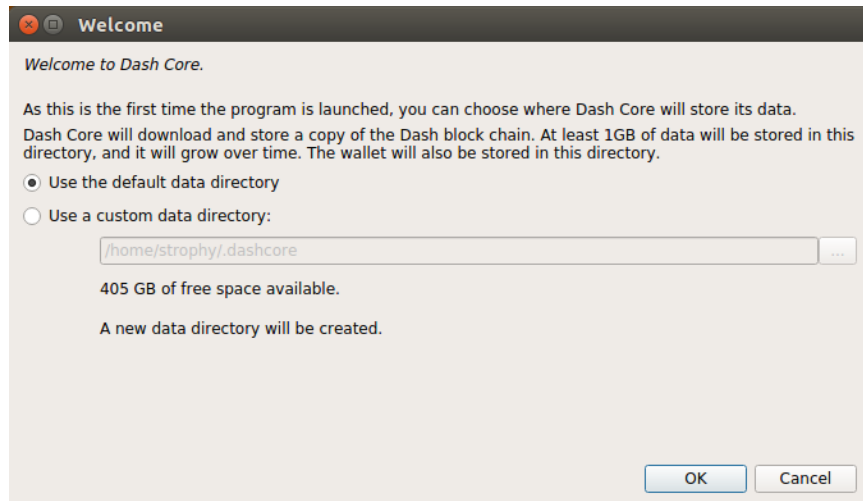 Welcome
Welcome to Dash Core.
As this is the first time the program is launched, you can choose where Dash Core will store its data.
Dash Core will download and store a copy of the Dash block chain. At least 1GB of data will be stored in this
directory, and it will grow over time. The wallet will also be stored in this directory.
Use the default data directory
Use a custom data directory:
/home/strophy/.dashcore
...
405 GB of free space available.
A new data directory will be created.
OK
Cancel